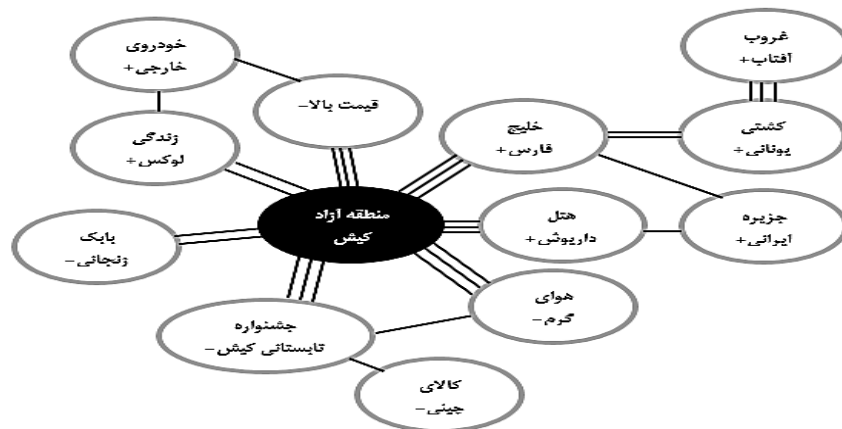 غروب
آفتاب+
خودروی
خارجی+
قیمت بالا-
خلیج
فارس+
کشتی
یونانی+
زندگی
لوکس+
منطقه آزاد
کیش
هتل
داریوش+
جزیره
ایرانی+
بابک
زنجانی-
هوای
گرم-
جشنواره
تابستانی کیش-
کالای
چینی-